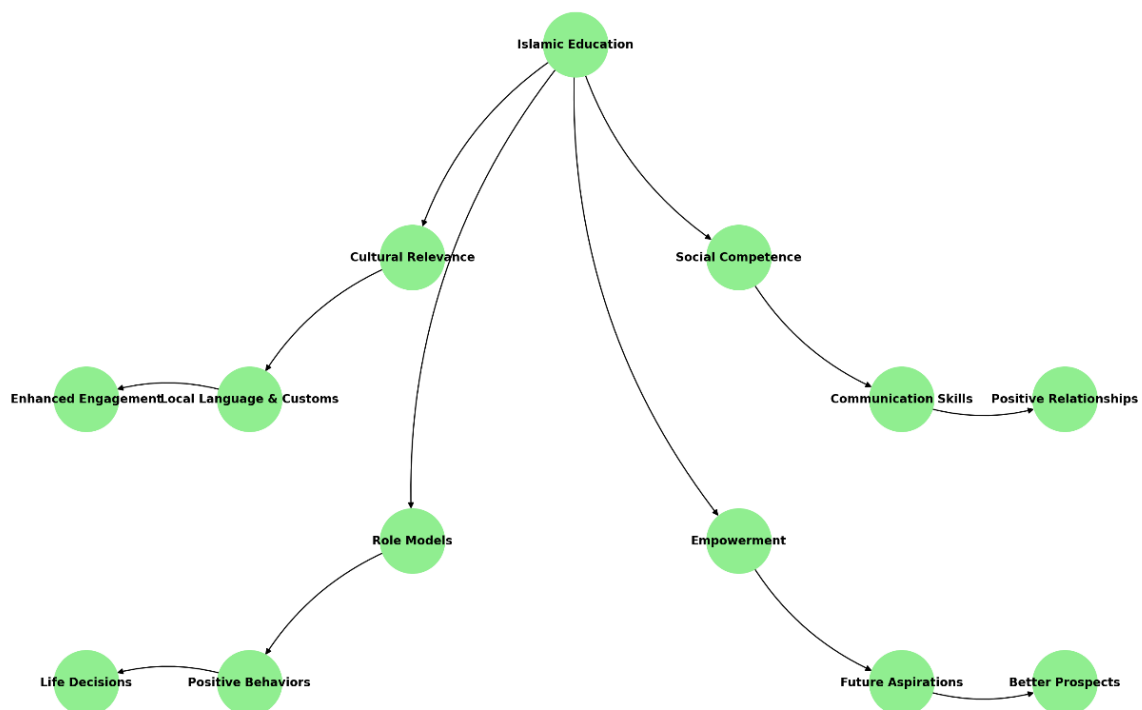 Islamic Education
Cultural Relevance
Social Competence
Enhanced Engagement
Local Language & Customs
Communication Skills
Positive Relationships
Role Models
Empowerment
Life Decisions
Positive Behaviors
Future Aspirations
Better Prospects